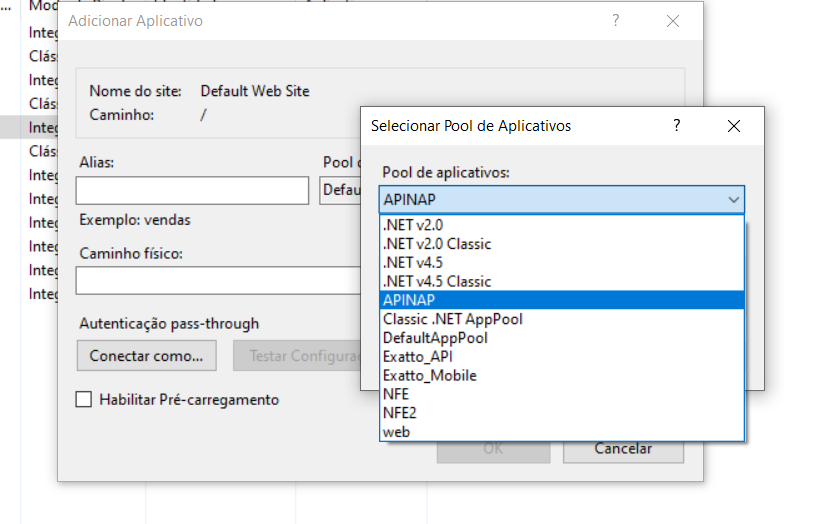 ...
Adicionar Aplicativo
?
Integ
Clás
Integ
Clás
Integ
Clás
Integ
Integ
Integ
Integ
Integ
Integ
Nome do site: Default Web Site
Caminho: /
Alias:
Pool d
Defau
Exemplo: vendas
Caminho físico:
Autenticação pass-through
Conectar como...
Testar Configuraç
Habilitar Pré-carregamento
OK
Cancelar
Selecionar Pool de Aplicativos
?
Pool de aplicativos:
APINAP
.NET v2.0
.NET v2.0 Classic
.NET v4.5
.NET v4.5 Classic
APINAP
Classic .NET AppPool
DefaultAppPool
Exatto_API
Exatto_Mobile
NFE
NFE2
web